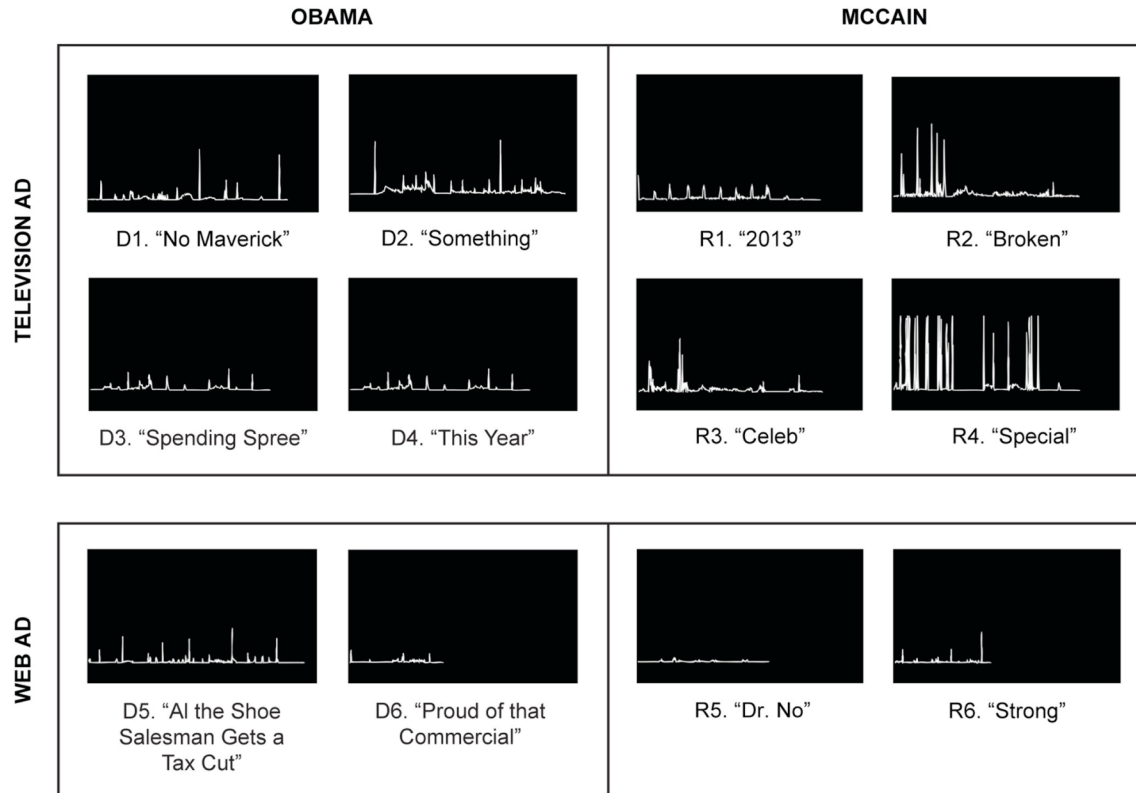 OBAMA
MCCAIN
TELEVISION AD
D1. “No Maverick”
D2. “Something”
R1. “2013”
R2. “Broken”
D3. “Spending Spree”
D4. “This Year”
R3. “Celeb”
R4. “Special”
WEB AD
D5. “Al the Shoe
Salesman Gets a
Tax Cut”
D6. “Proud of that
Commercial”
R5. “Dr. No”
R6. “Strong”